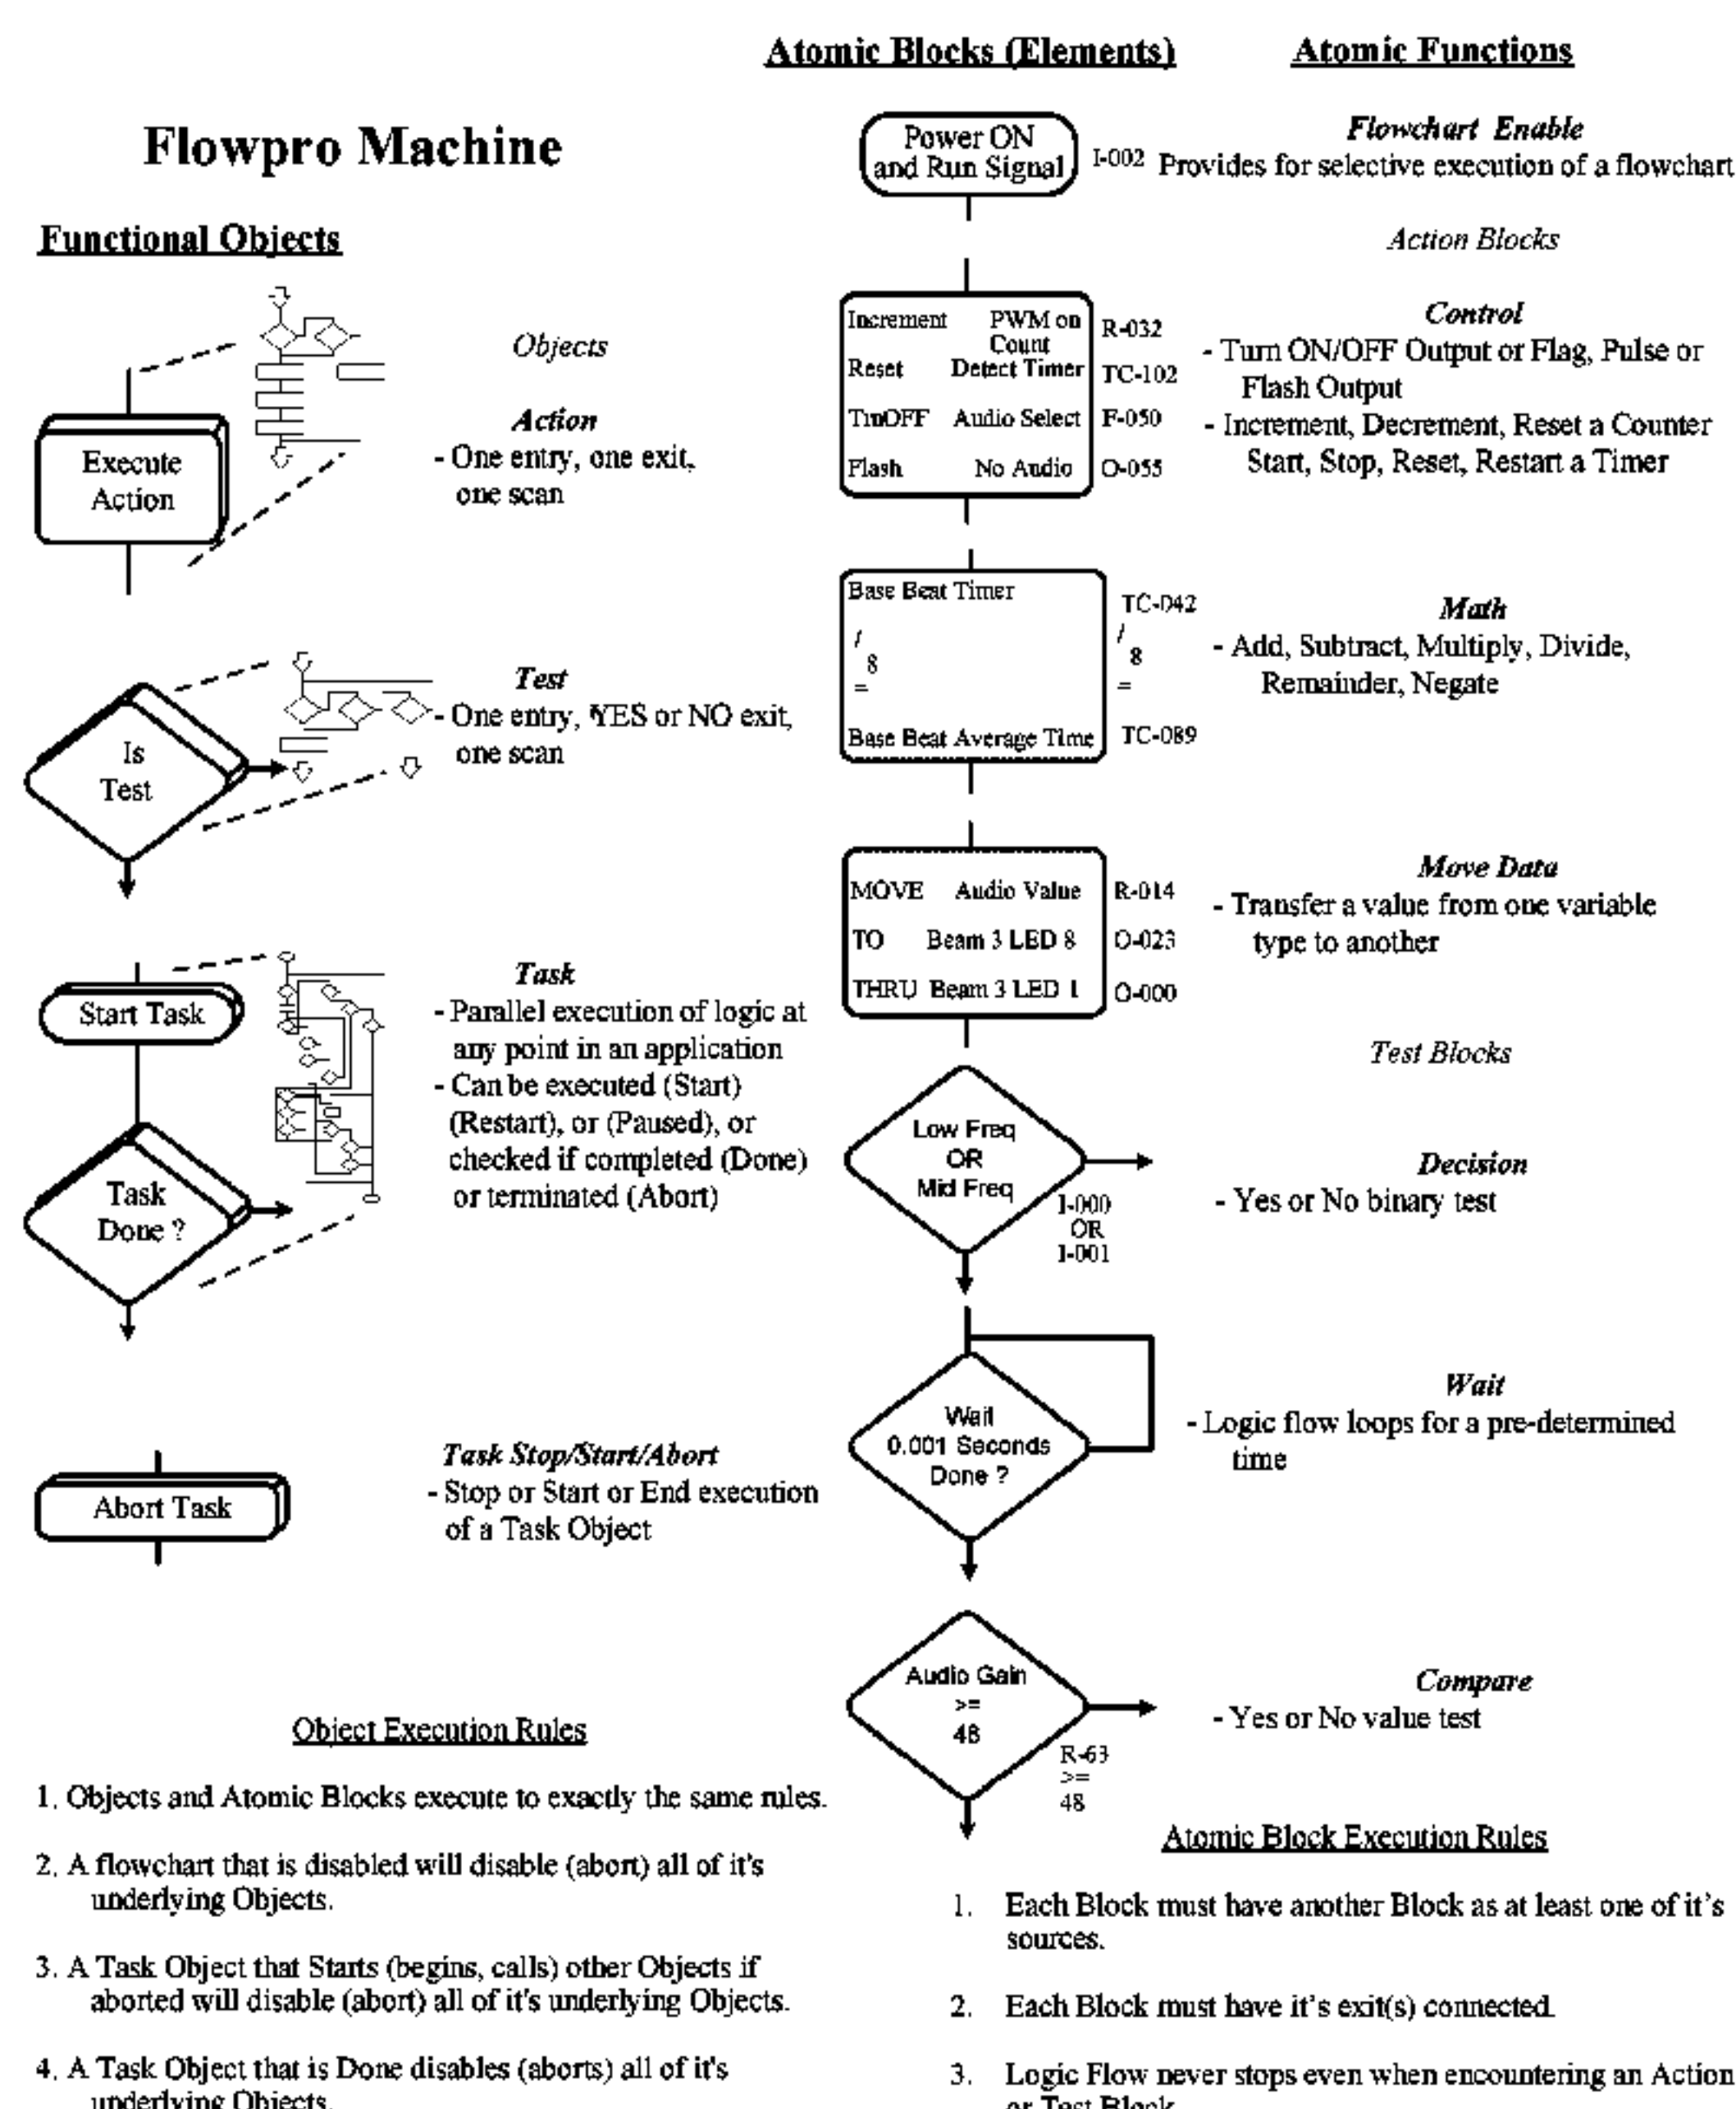 Atomic Blocks (Elements)
Atomic Functions
Flowpro Machine
Functional Objects
Objects
Execute
Action
Action
- One entry, one exit,
one scan
Is
Test
Test
- One entry, YES or NO exit,
one scan
Start Task
Task
Done ?
Task
- Parallel execution of logic at
any point in an application
- Can be executed (Start)
(Restart), or (Paused), or
checked if completed (Done)
or terminated (Abort)
Abort Task
Task Stop/Start/Abort
- Stop or Start or End execution
of a Task Object
Object Execution Rules
1. Objects and Atomic Blocks execute to exactly the same rules.
2. A flowchart that is disabled will disable (abort) all of it's
underlying Objects.
3. A Task Object that Starts (begins, calls) other Objects if
aborted will disable (abort) all of it's underlying Objects.
4. A Task Object that is Done disables (aborts) all of it's
underlying Objects.
Power ON
and Run Signal
I-002
Flowchart Enable
Provides for selective execution of a flowchart
Action Blocks
Increment PWM on R-032
Count
Reset Detect Timer TC-102
TrnOFF Audio Select F-050
Flash No Audio O-055
Control
- Turn ON/OFF Output or Flag, Pulse or
Flash Output
- Increment, Decrement, Reset a Counter
Start, Stop, Reset, Restart a Timer
Base Beat Timer TC-042
/ /
8 8
= =
Base Beat Average Time TC-089
Math
- Add, Subtract, Multiply, Divide,
Remainder, Negate
MOVE Audio Value R-014
TO Beam 3 LED 8 O-023
THRU Beam 3 LED 1 O-000
Move Data
- Transfer a value from one variable
type to another
Test Blocks
Low Freq
OR
Mid Freq
I-000
OR
I-001
Decision
- Yes or No binary test
Wait
0.001 Seconds
Done ?
Wait
- Logic flow loops for a pre-determined
time
Audio Gain
>=
48
R-63
>=
48
Compare
- Yes or No value test
Atomic Block Execution Rules
1. Each Block must have another Block as at least one of it's
sources.
2. Each Block must have it's exit(s) connected.
3. Logic Flow never stops even when encountering an Action
or Test Block